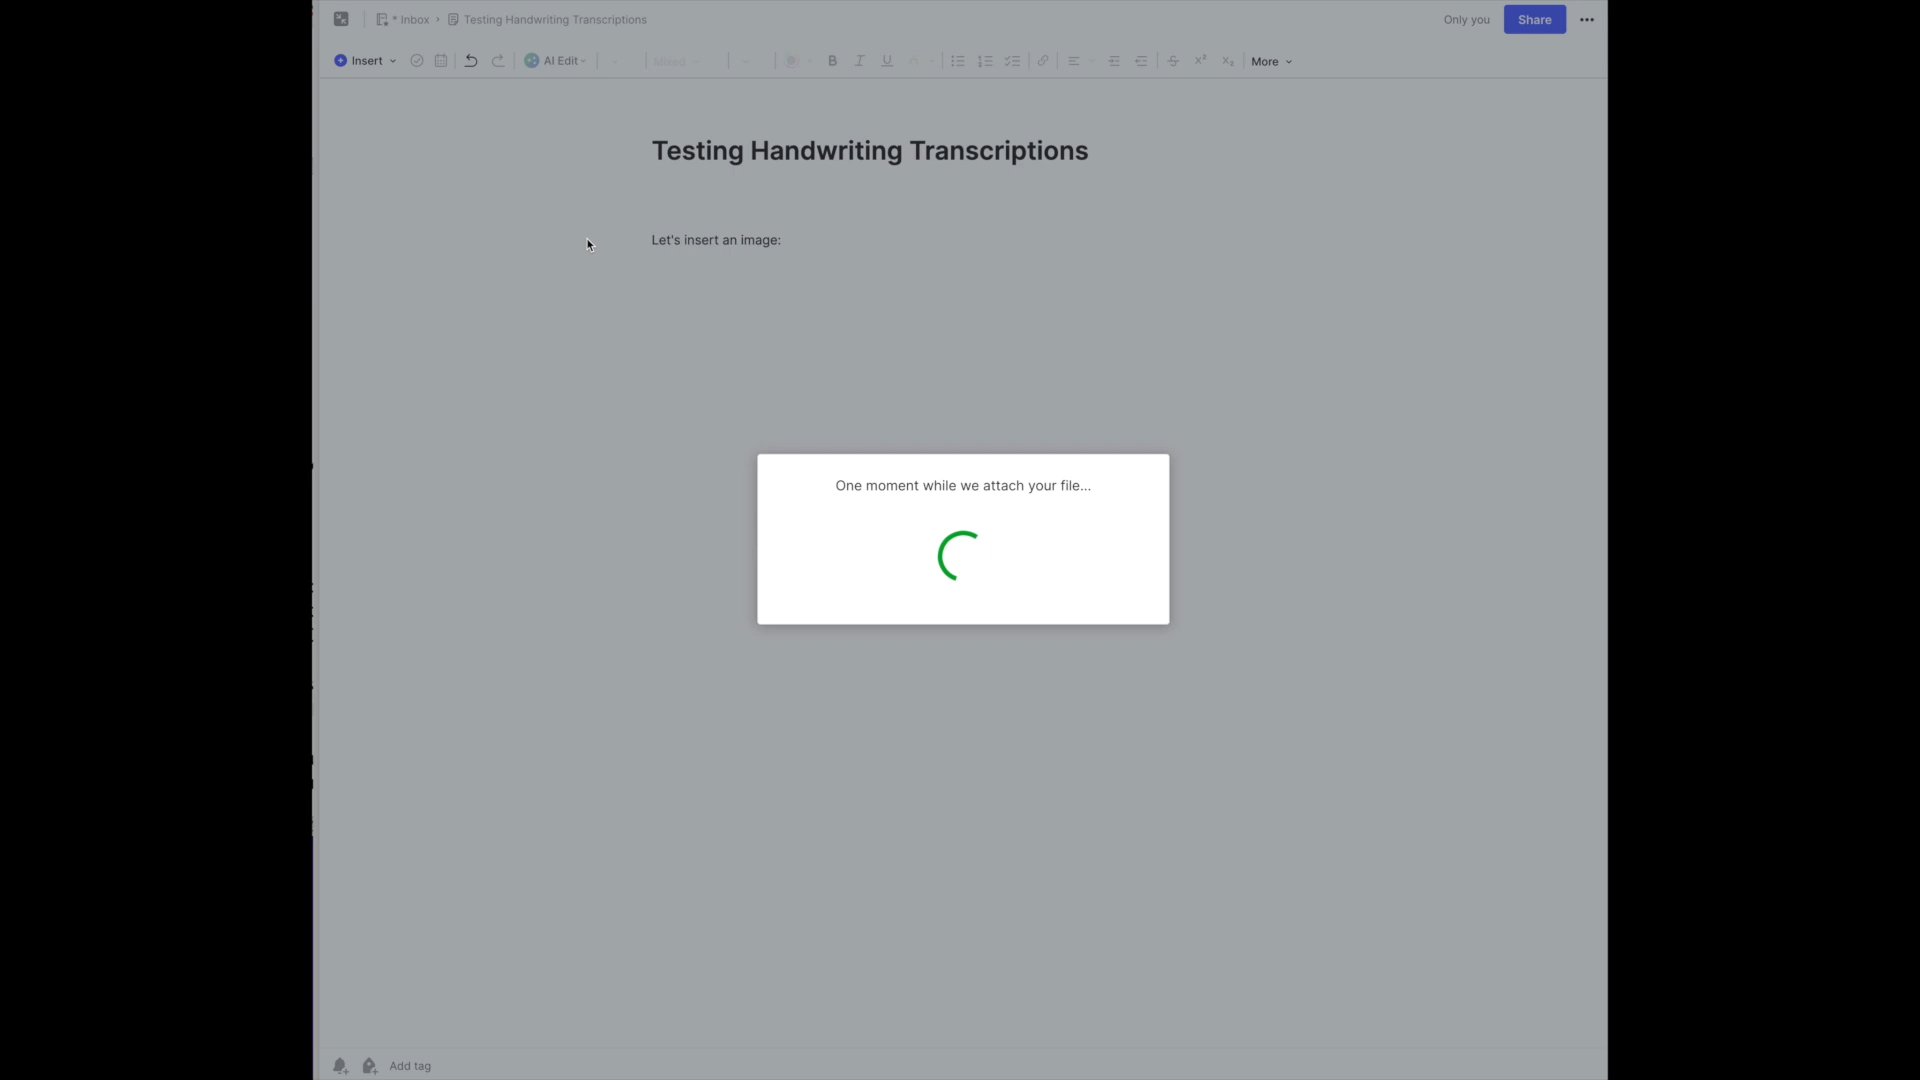 * Inbox › Testing Handwriting Transcriptions
Only you
Share
Insert
AI Edit
Mixed
B I U
More
Testing Handwriting Transcriptions
Let's insert an image:
One moment while we attach your file...
Add tag